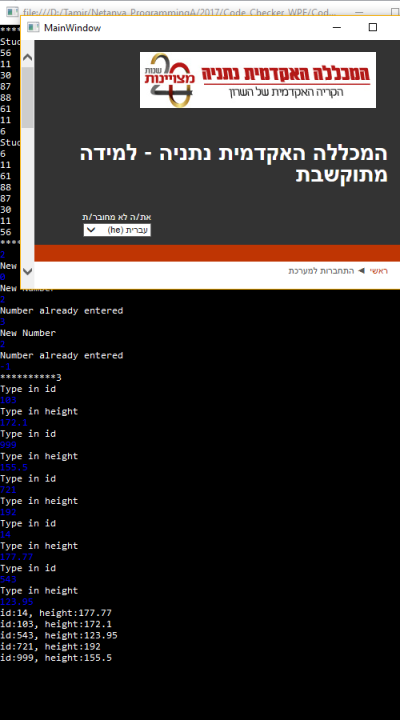 file:///D:/Tamir/Netanya_ProgrammingA/2017/Code_Checker_WPF/Cod...
MainWindow
שנות
מצויינות
המכללה האקדמית נתניה
הקריה האקדמית של השרון
המכללה האקדמית נתניה - למידה
מתוקשבת
את/ה לא מחובר/ת
עברית (he)
ראשי ◄ התחברות למערכת
****
Stud
56
11
30
87
88
61
11
6
Stud
6
11
61
88
87
30
11
56
****
2
New
0
New Number
2
Number already entered
3
New Number
2
Number already entered
-1
**********3
Type in id
103
Type in height
172.1
Type in id
999
Type in height
155.5
Type in id
721
Type in height
192
Type in id
14
Type in height
177.77
Type in id
543
Type in height
123.95
id:14, height:177.77
id:103, height:172.1
id:543, height:123.95
id:721, height:192
id:999, height:155.5